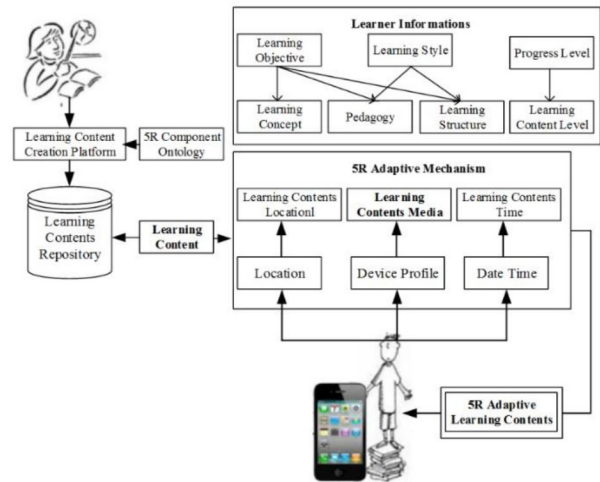 Learner Informations
Learning
Objective
Learning Style
Progress Level
Learning
Concept
Pedagogy
Learning
Structure
Learning
Content Level
Learning Content
Creation Platform
5R Component
Ontology
5R Adaptive Mechanism
Learning Contents
Locationl
Learning
Contents Media
Learning Contents
Time
Learning
Contents
Repository
Learning
Content
Location
Device Profile
Date Time
5R Adaptive
Learning Contents